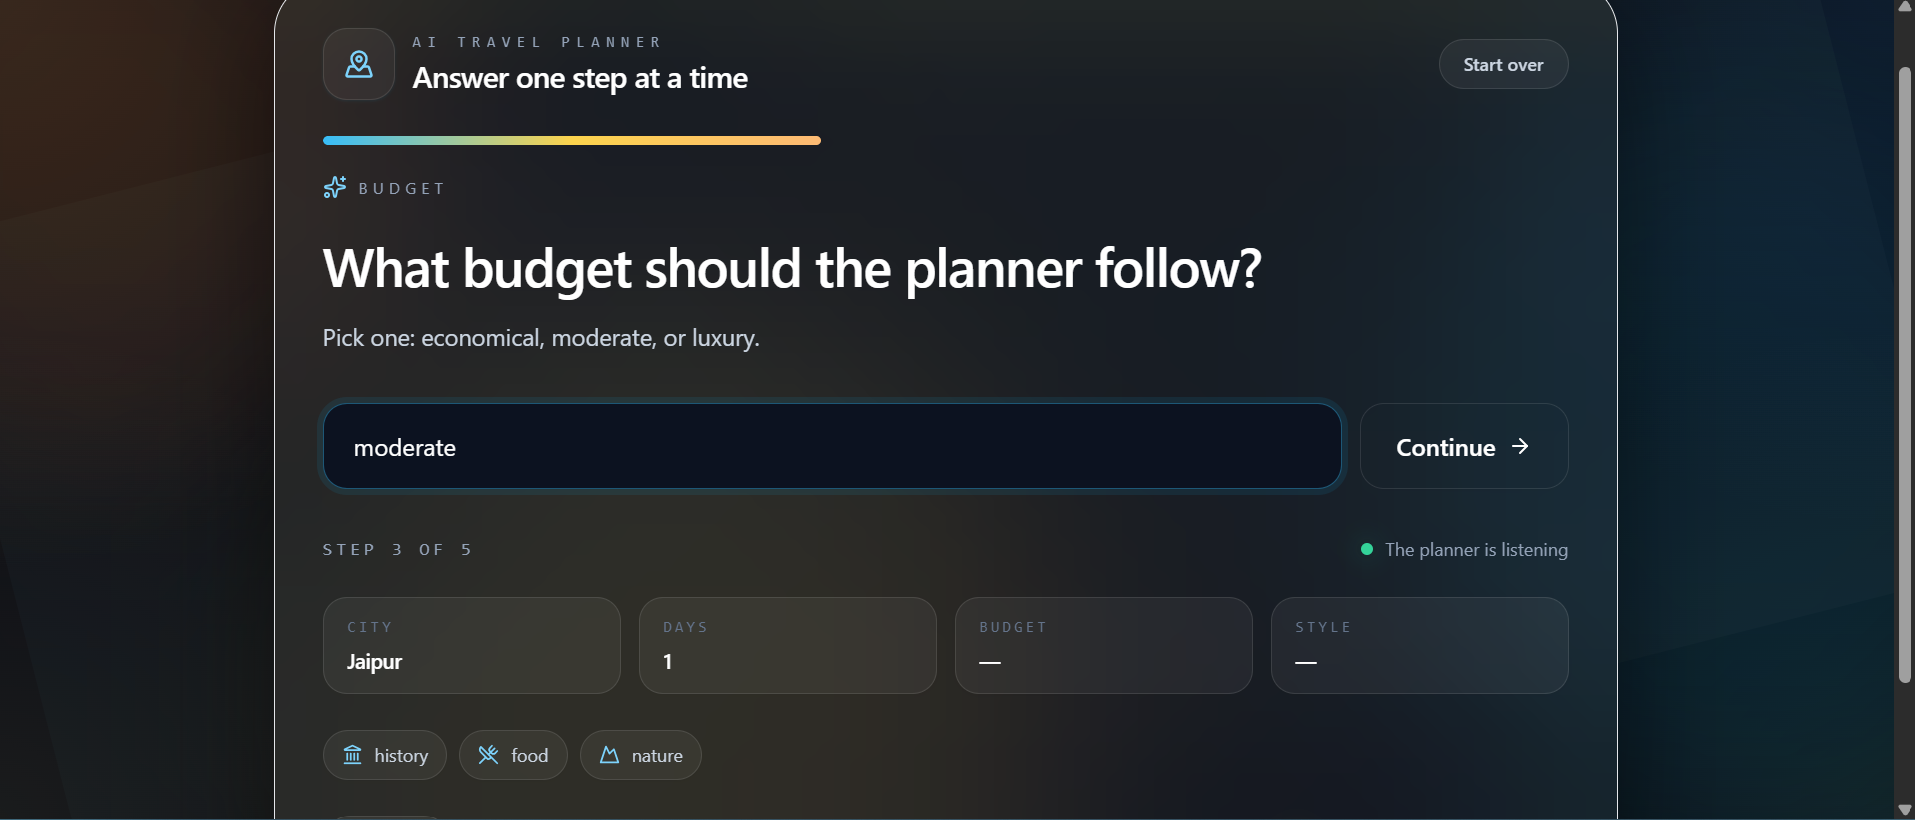 AI TRAVEL PLANNER
Answer one step at a time
Start over
BUDGET
What budget should the planner follow?
Pick one: economical, moderate, or luxury.
moderate
Continue
STEP 3 OF 5
The planner is listening
CITY
Jaipur
DAYS
1
BUDGET
—
STYLE
—
history
food
nature